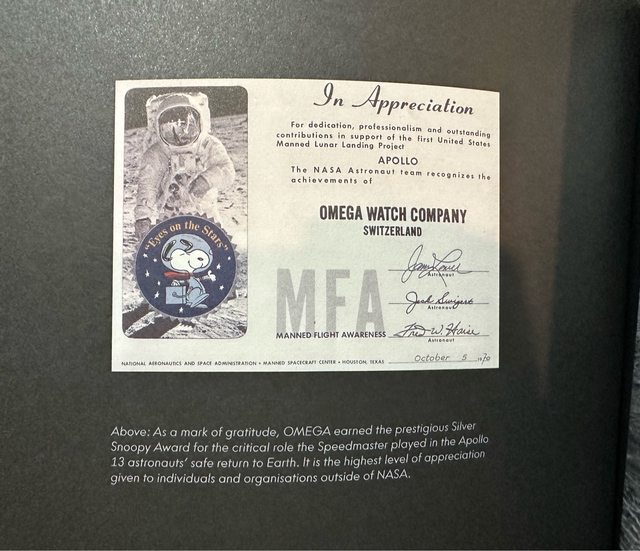 In Appreciation
For dedication, professionalism and outstanding
contributions in support of the first United States
Manned Lunar Landing Project
APOLLO
The NASA Astronaut team recognizes the
achievements of
OMEGA WATCH COMPANY
SWITZERLAND
"Eyes on the Stars"
Astronaut
Jack Swigert
Astronaut
MFA
MANNED FLIGHT AWARENESS
Fred W. Haise
Astronaut
NATIONAL AERONAUTICS AND SPACE ADMINISTRATION • MANNED SPACECRAFT CENTER • HOUSTON, TEXAS
October 5 1970
Above: As a mark of gratitude, OMEGA earned the prestigious Silver
Snoopy Award for the critical role the Speedmaster played in the Apollo
13 astronauts' safe return to Earth. It is the highest level of appreciation
given to individuals and organisations outside of NASA.